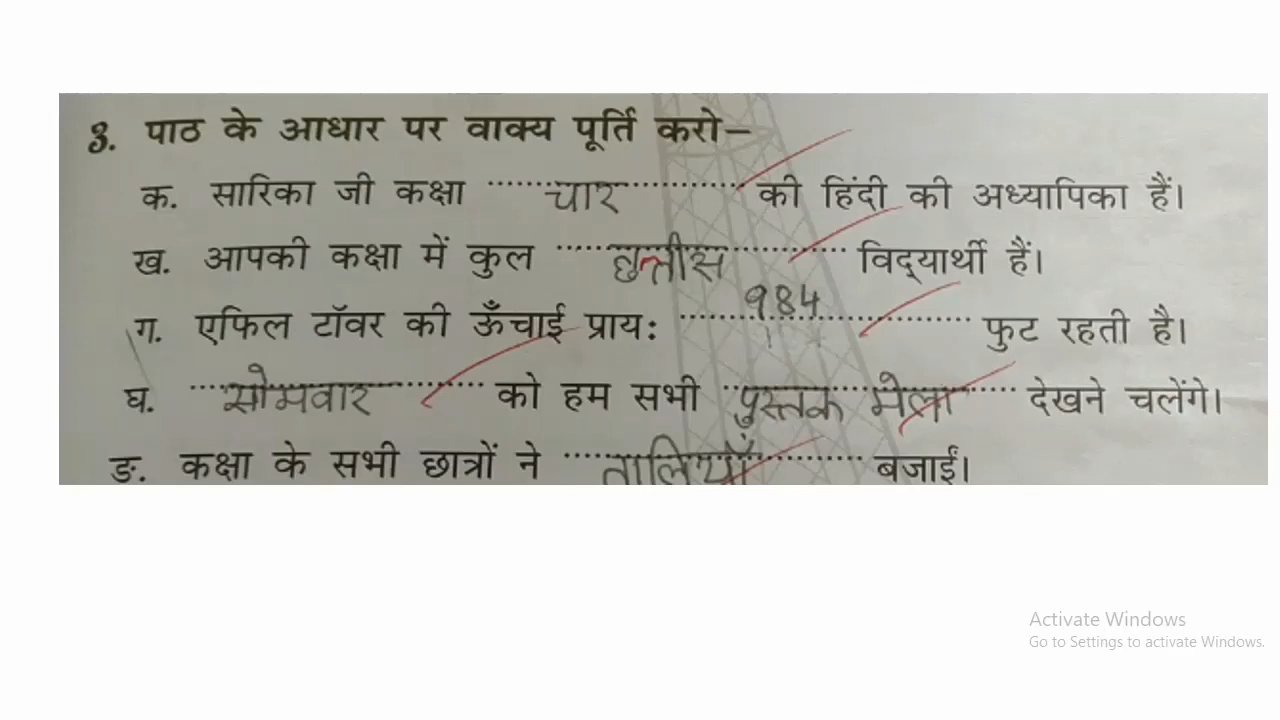 3. पाठ के आधार पर वाक्य पूर्ति करो–
क. सारिका जी कक्षा ........चार........ की हिंदी की अध्यापिका हैं।
ख. आपकी कक्षा में कुल ........छत्तीस........ विद्‌यार्थी हैं।
ग. एफिल टॉवर की ऊँचाई प्राय: ........984........ फुट रहती है।
घ. ........सोमवार........ को हम सभी ........पुस्तक मेला........ देखने चलेंगे।
ङ. कक्षा के सभी छात्रों ने ........तालियाँ........ बजाईं।
Activate Windows
Go to Settings to activate Windows.